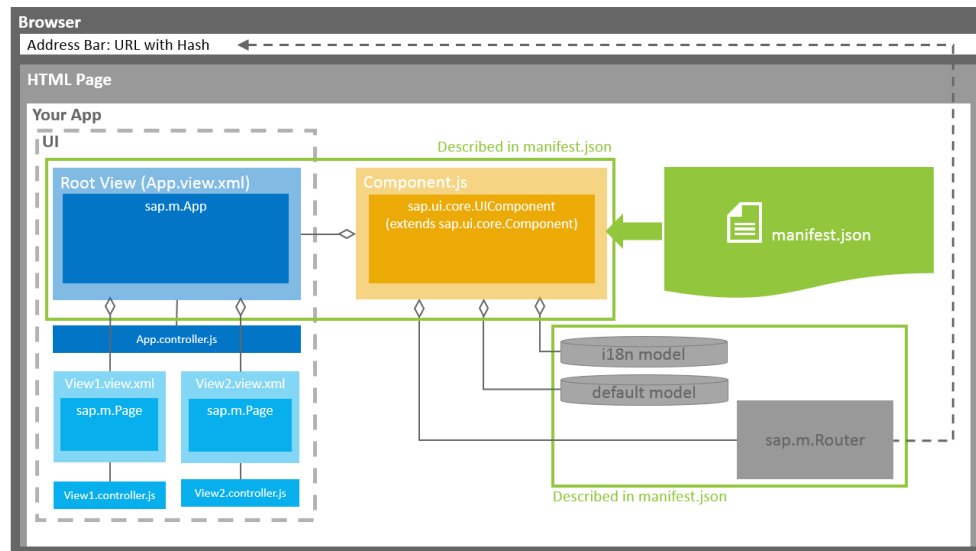 Browser
Address Bar: URL with Hash
HTML Page
Your App
UI
Described in manifest.json
Root View (App.view.xml)
sap.m.App
Component.js
sap.ui.core.UIComponent
(extends sap.ui.core.Component)
manifest.json
App.controller.js
i18n model
default model
View1.view.xml
sap.m.Page
View2.view.xml
sap.m.Page
sap.m.Router
View1.controller.js
View2.controller.js
Described in manifest.json